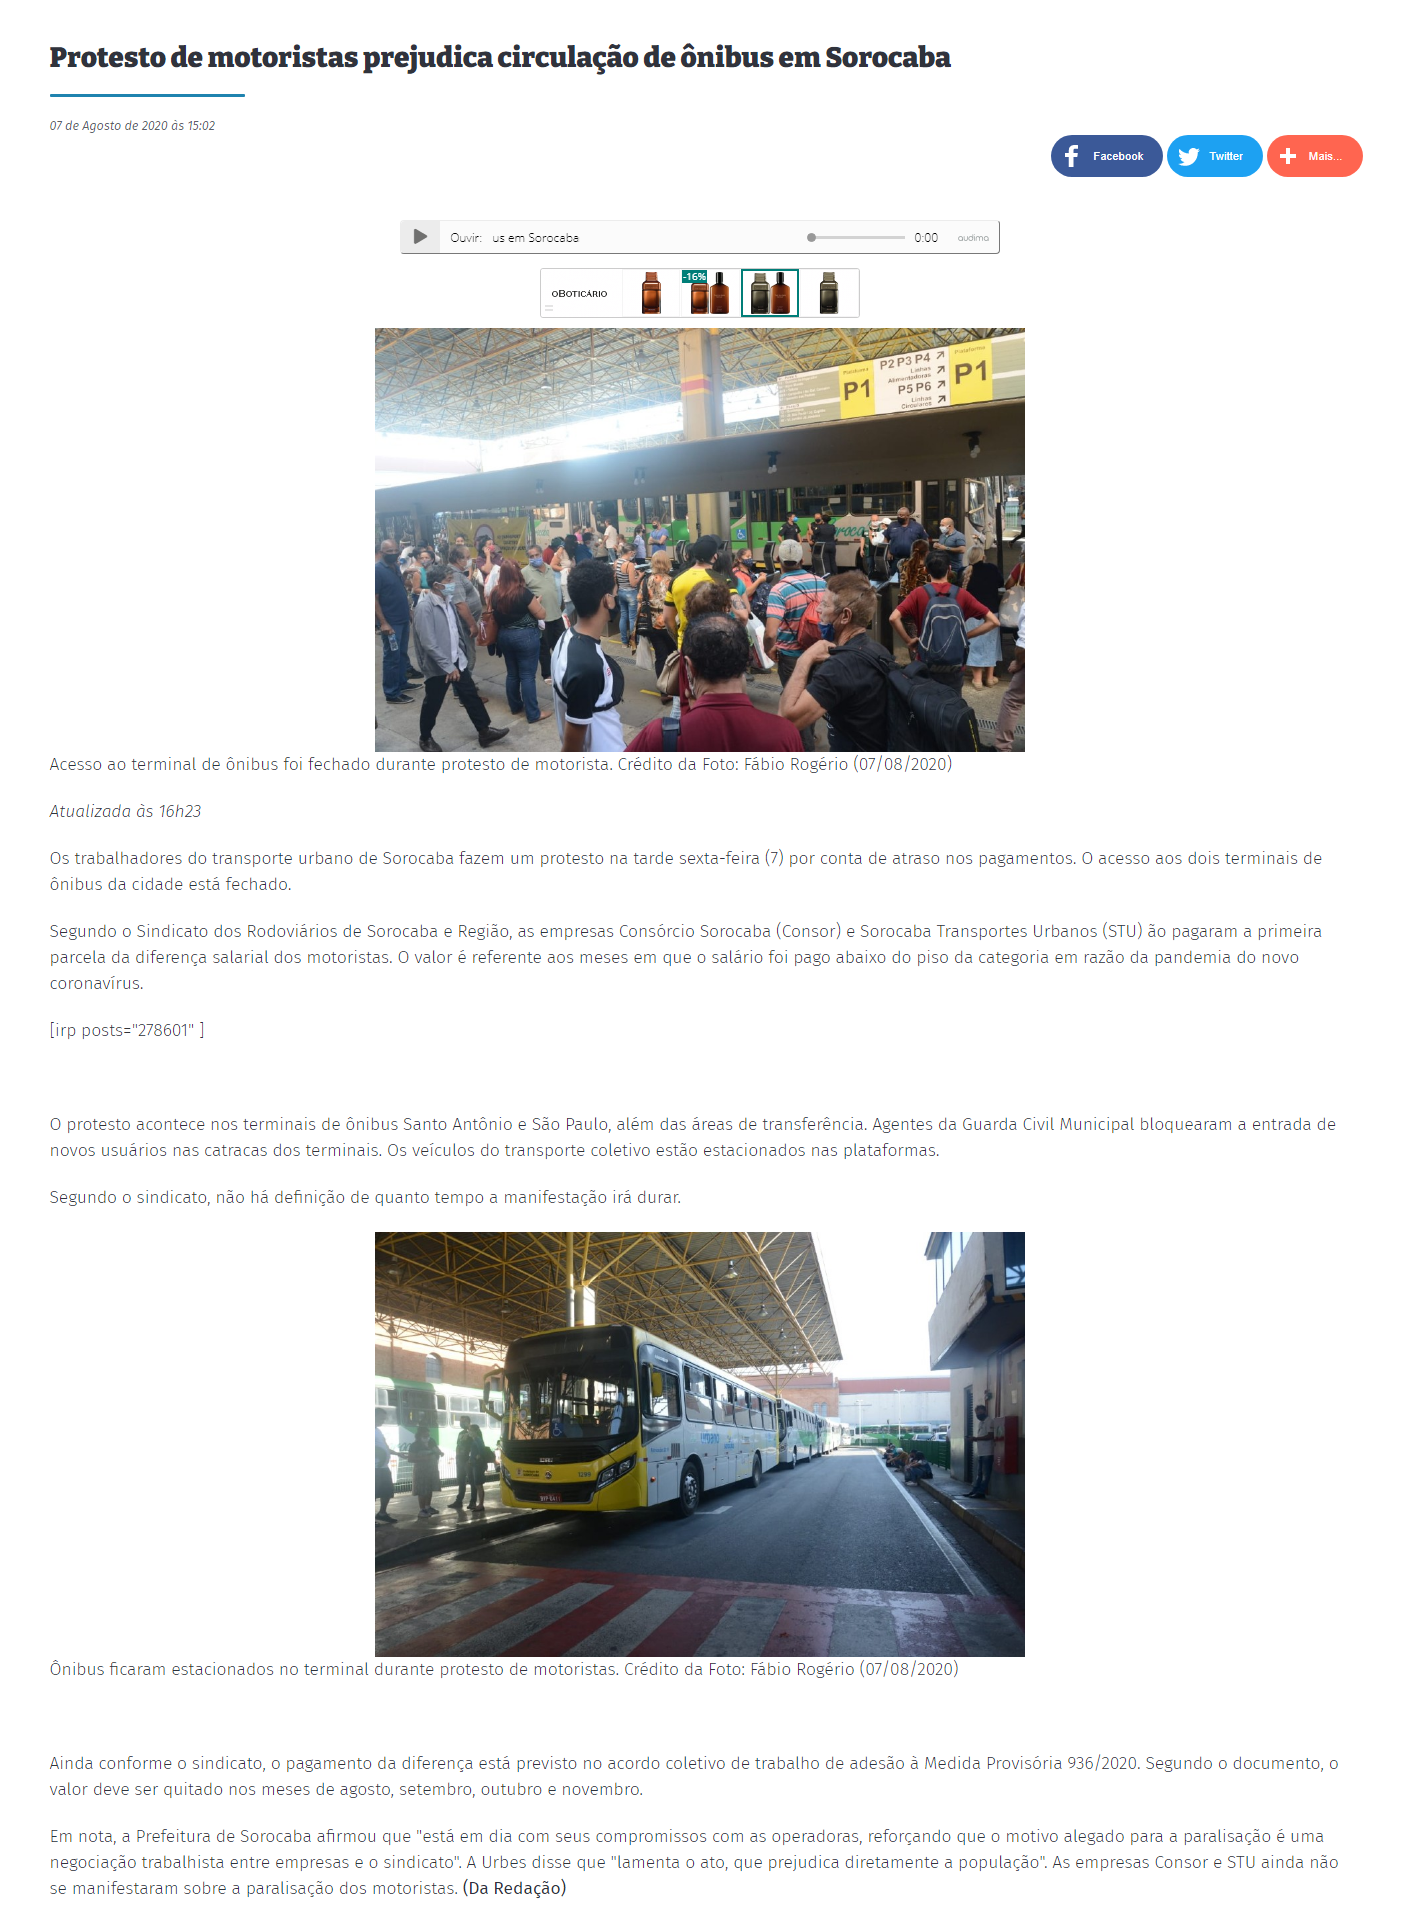 Protesto de motoristas prejudica circulação de ônibus em Sorocaba
07 de Agosto de 2020 às 15:02
Facebook
Twitter
Mais...
Ouvir: us em Sorocaba
0:00
audima
oBoticário
-16%
Plataforma
P1
P2 P3 P4
Linhas
Alimentadoras
P5 P6
Linhas
Circulares
Plataforma
P1
Acesso ao terminal de ônibus foi fechado durante protesto de motorista. Crédito da Foto: Fábio Rogério (07/08/2020)
Atualizada às 16h23
Os trabalhadores do transporte urbano de Sorocaba fazem um protesto na tarde sexta-feira (7) por conta de atraso nos pagamentos. O acesso aos dois terminais de
ônibus da cidade está fechado.
Segundo o Sindicato dos Rodoviários de Sorocaba e Região, as empresas Consórcio Sorocaba (Consor) e Sorocaba Transportes Urbanos (STU) ão pagaram a primeira
parcela da diferença salarial dos motoristas. O valor é referente aos meses em que o salário foi pago abaixo do piso da categoria em razão da pandemia do novo
coronavírus.
[irp posts="278601" ]
O protesto acontece nos terminais de ônibus Santo Antônio e São Paulo, além das áreas de transferência. Agentes da Guarda Civil Municipal bloquearam a entrada de
novos usuários nas catracas dos terminais. Os veículos do transporte coletivo estão estacionados nas plataformas.
Segundo o sindicato, não há definição de quanto tempo a manifestação irá durar.
Ônibus ficaram estacionados no terminal durante protesto de motoristas. Crédito da Foto: Fábio Rogério (07/08/2020)
Ainda conforme o sindicato, o pagamento da diferença está previsto no acordo coletivo de trabalho de adesão à Medida Provisória 936/2020. Segundo o documento, o
valor deve ser quitado nos meses de agosto, setembro, outubro e novembro.
Em nota, a Prefeitura de Sorocaba afirmou que "está em dia com seus compromissos com as operadoras, reforçando que o motivo alegado para a paralisação é uma
negociação trabalhista entre empresas e o sindicato". A Urbes disse que "lamenta o ato, que prejudica diretamente a população". As empresas Consor e STU ainda não
se manifestaram sobre a paralisação dos motoristas. (Da Redação)